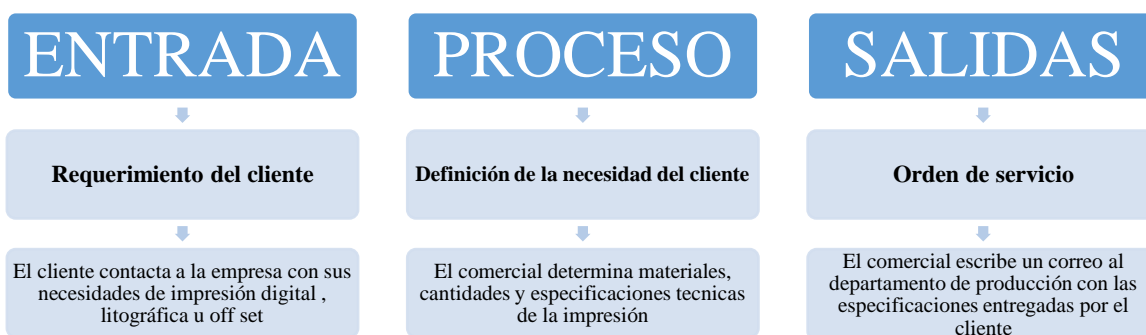 ENTRADA
Requerimiento del cliente
El cliente contacta a la empresa con sus
necesidades de impresión digital ,
litográfica u off set
PROCESO
Definición de la necesidad del cliente
El comercial determina materiales,
cantidades y especificaciones tecnicas
de la impresión
SALIDAS
Orden de servicio
El comercial escribe un correo al
departamento de producción con las
especificaciones entregadas por el
cliente